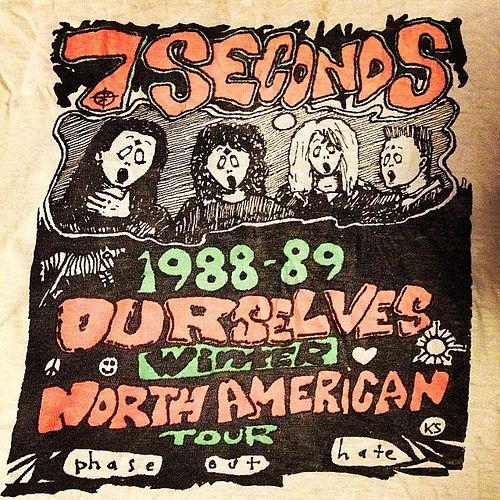 7 SECONDS
1988-89
OURSELVES
WINTER
NORTH AMERICAN
TOUR
KS
phase out hate